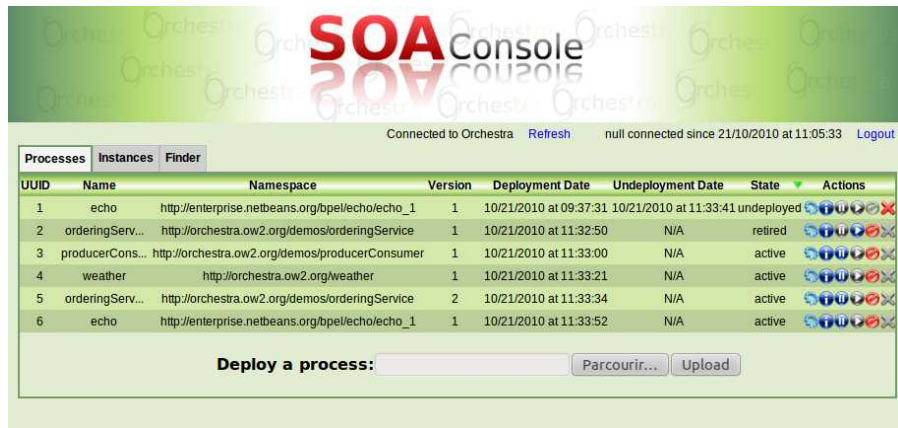 SOA Console
Connected to Orchestra Refresh null connected since 21/10/2010 at 11:05:33 Logout
Processes Instances Finder
UUID Name Namespace Version Deployment Date Undeployment Date State Actions
1 echo http://enterprise.netbeans.org/bpel/echo/echo_1 1 10/21/2010 at 09:37:31 10/21/2010 at 11:33:41 undeployed
2 orderingServ... http://orchestra.ow2.org/demos/orderingService 1 10/21/2010 at 11:32:50 N/A retired
3 producerCons... http://orchestra.ow2.org/demos/producerConsumer 1 10/21/2010 at 11:33:00 N/A active
4 weather http://orchestra.ow2.org/weather 1 10/21/2010 at 11:33:21 N/A active
5 orderingServ... http://orchestra.ow2.org/demos/orderingService 2 10/21/2010 at 11:33:34 N/A active
6 echo http://enterprise.netbeans.org/bpel/echo/echo_1 1 10/21/2010 at 11:33:52 N/A active
Deploy a process: Parcourir... Upload